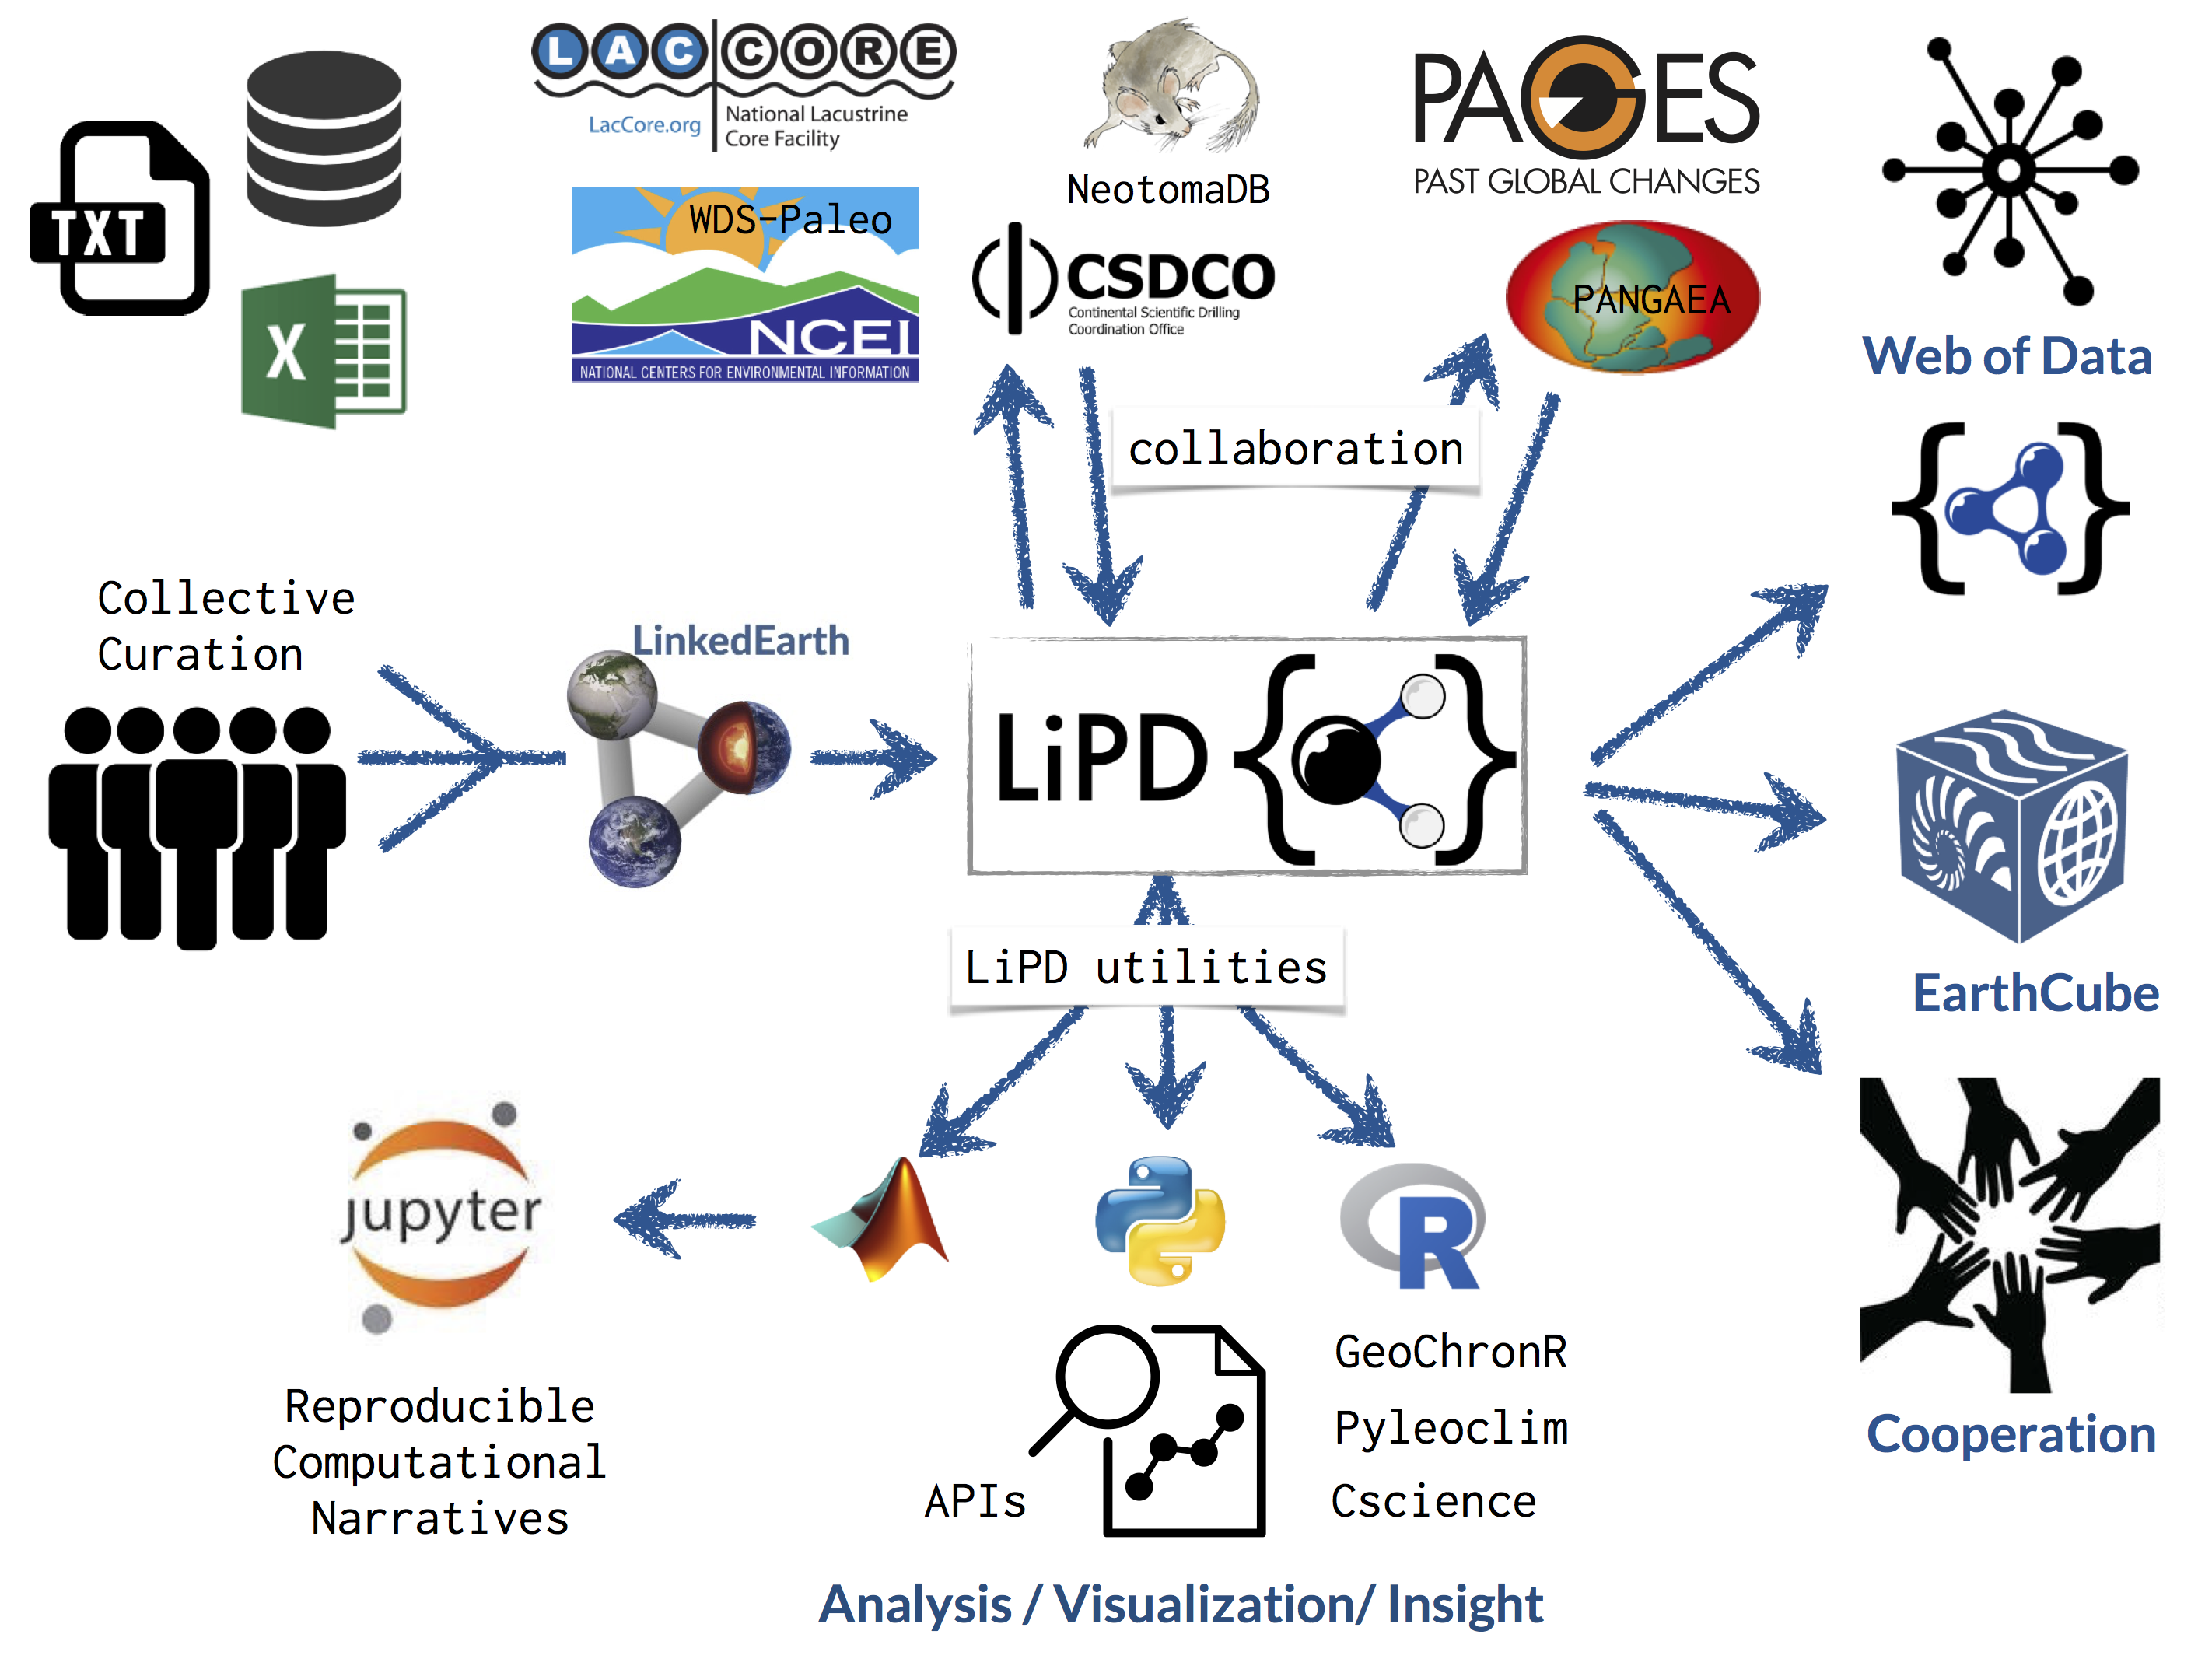 TXT
X
LACCORE
LacCore.org
National Lacustrine
Core Facility
WDS-Paleo
NCEI
NATIONAL CENTERS FOR ENVIRONMENTAL INFORMATION
NeotomaDB
CSDCO
Continental Scientific Drilling
Coordination Office
PAGES
PAST GLOBAL CHANGES
PANGAEA
Web of Data
collaboration
Collective
Curation
LinkedEarth
LiPD
LiPD utilities
EarthCube
jupyter
R
Reproducible
Computational
Narratives
APIs
GeoChronR
Pyleoclim
Cscience
Cooperation
Analysis / Visualization/ Insight